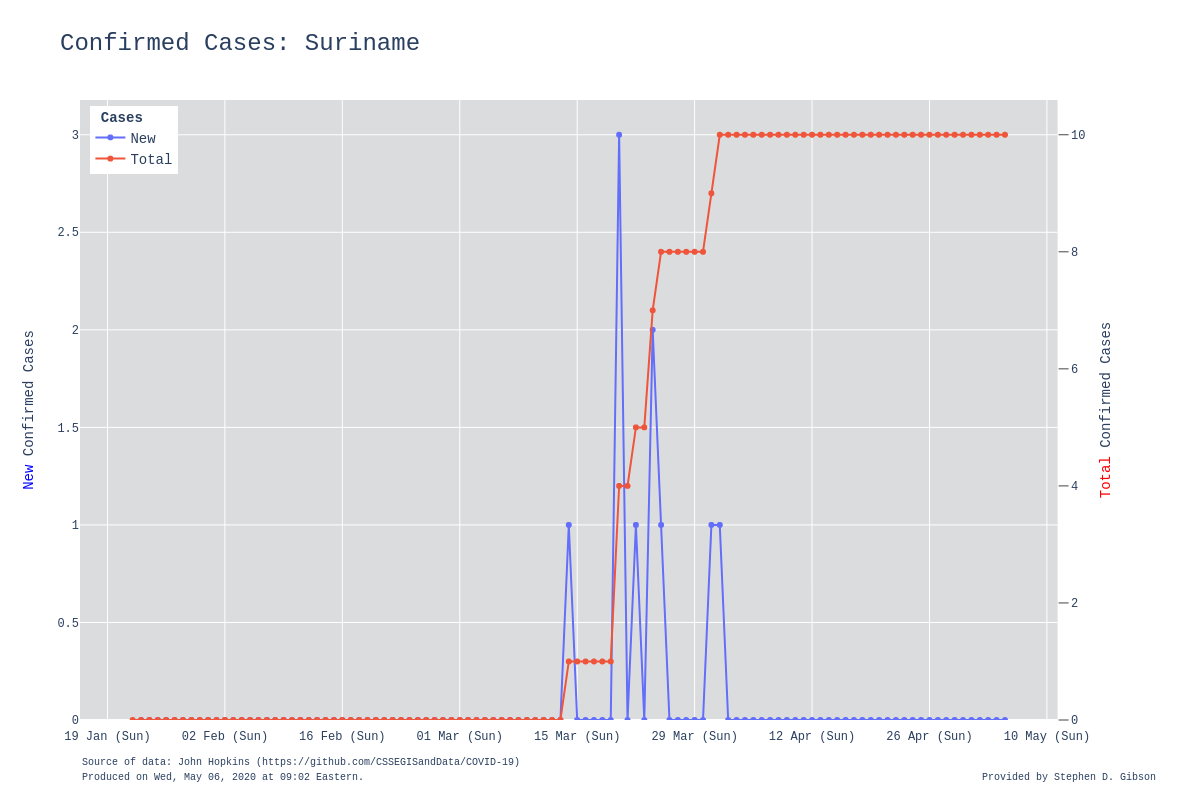 Confirmed Cases: Suriname
Cases
New
Total
3
2.5
2
1.5
1
0.5
0
10
8
6
4
2
0
New Confirmed Cases
Total Confirmed Cases
19 Jan (Sun) 02 Feb (Sun) 16 Feb (Sun) 01 Mar (Sun) 15 Mar (Sun) 29 Mar (Sun) 12 Apr (Sun) 26 Apr (Sun) 10 May (Sun)
Source of data: John Hopkins (https://github.com/CSSEGISandData/COVID-19)
Produced on Wed, May 06, 2020 at 09:02 Eastern.
Provided by Stephen D. Gibson